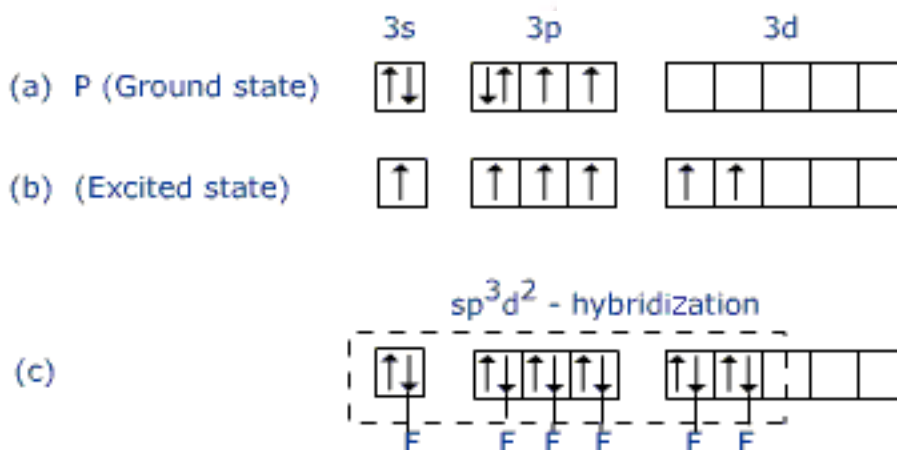 3s 3p 3d
(a) P (Ground state)
(b) (Excited state)
sp³d² - hybridization
(c)
F F F F F F